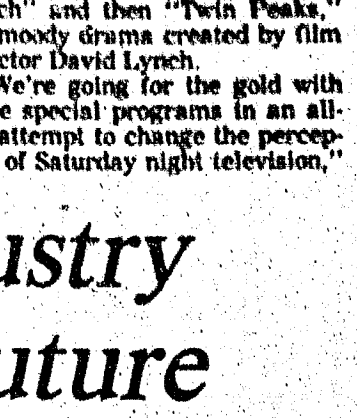 ch" and then "Twin Peaks,"
moody drama created by film
ctor David Lynch.
We're going for the gold with
e special programs in an all-
attempt to change the percep-
of Saturday night television,"
ustry
uture